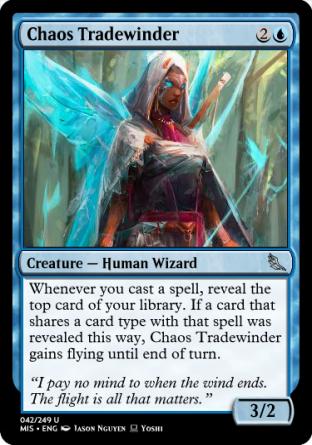 Chaos Tradewinder 2
Creature — Human Wizard
Whenever you cast a spell, reveal the
top card of your library. If a card that
shares a card type with that spell was
revealed this way, Chaos Tradewinder
gains flying until end of turn.
“I pay no mind to when the wind ends.
The flight is all that matters.”
3/2
042/249 U
MIS • ENG Jason Nguyen Yoshi